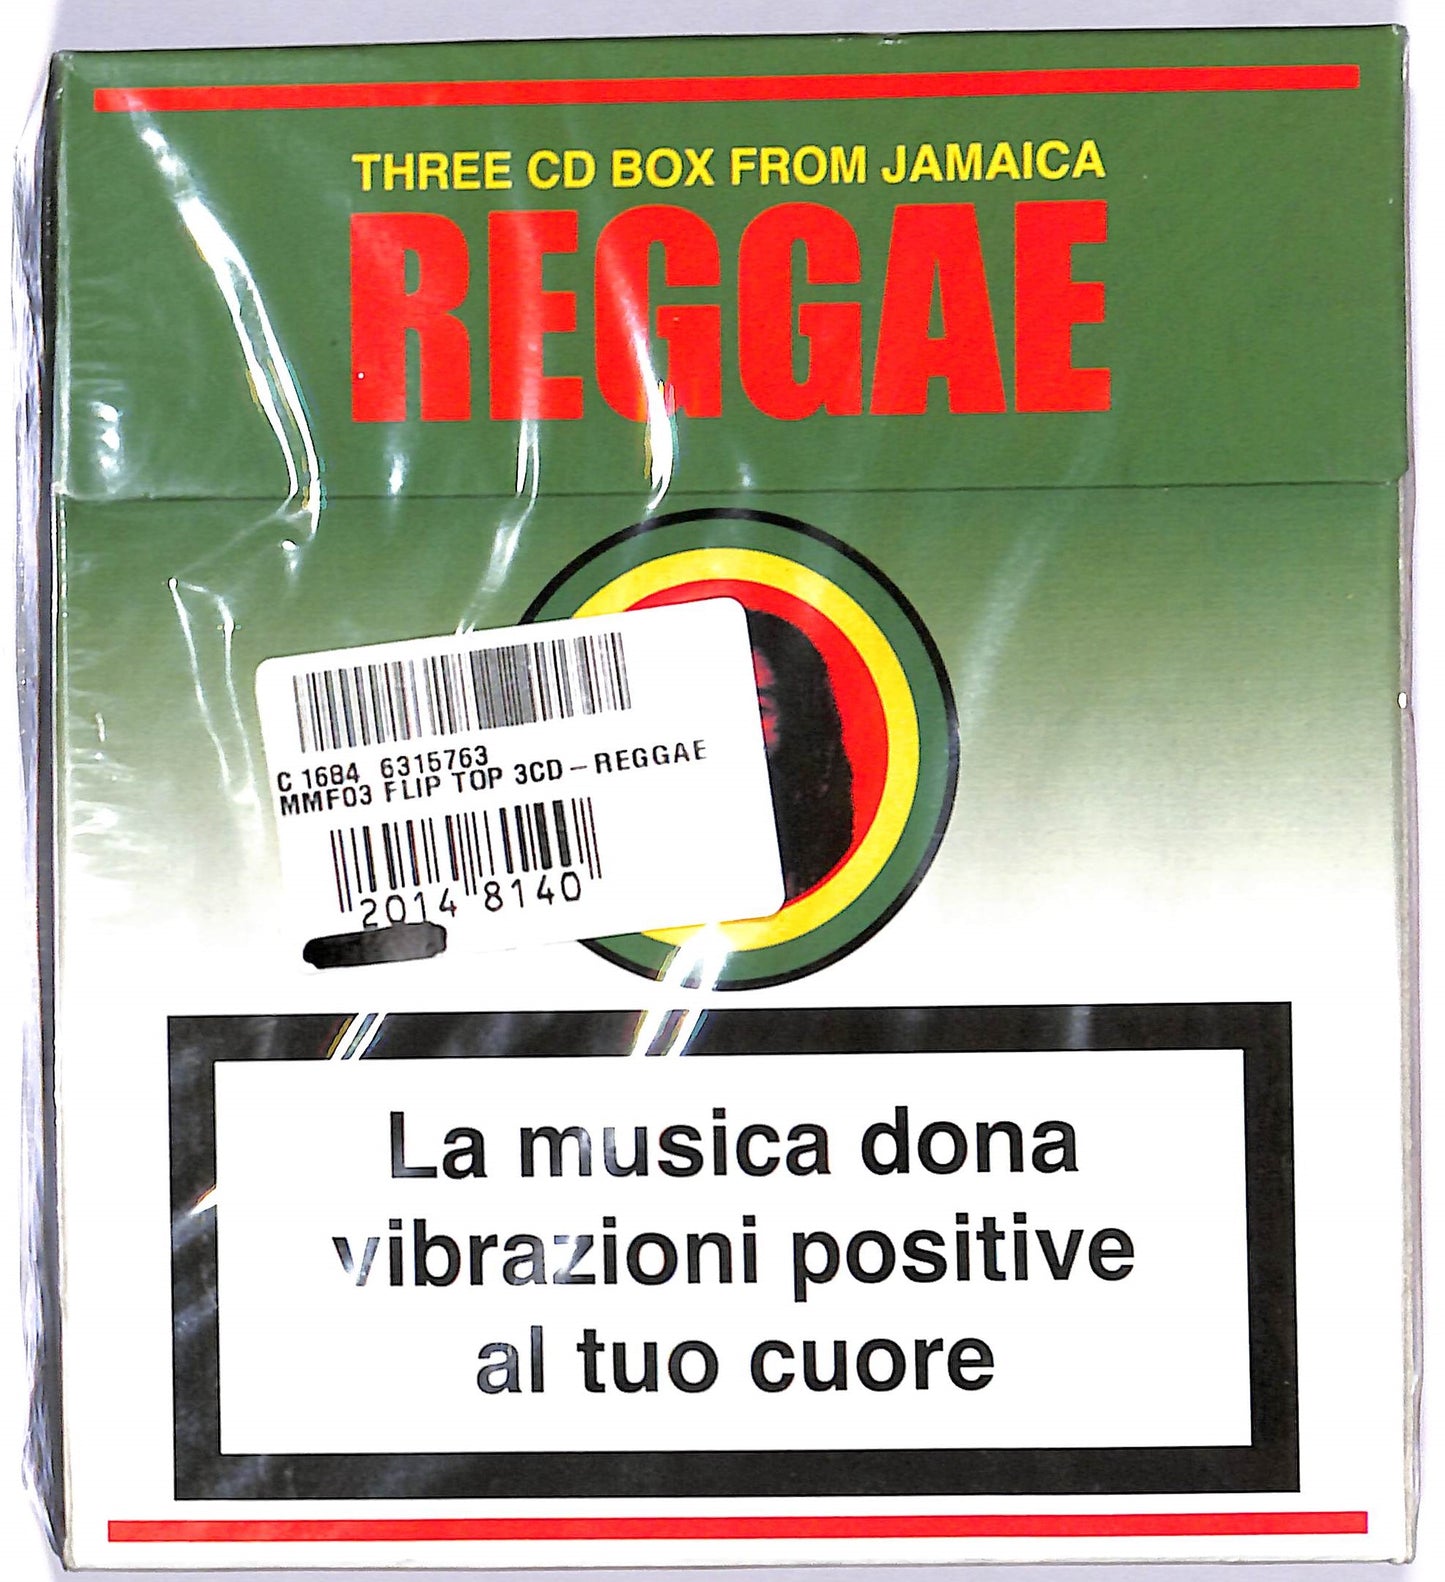 THREE CD BOX FROM JAMAICA
REGGAE
C 1684 6315763
MMF03 FLIP TOP 3CD-REGGAE
2014 8140
La musica dona
vibrazioni positive
al tuo cuore